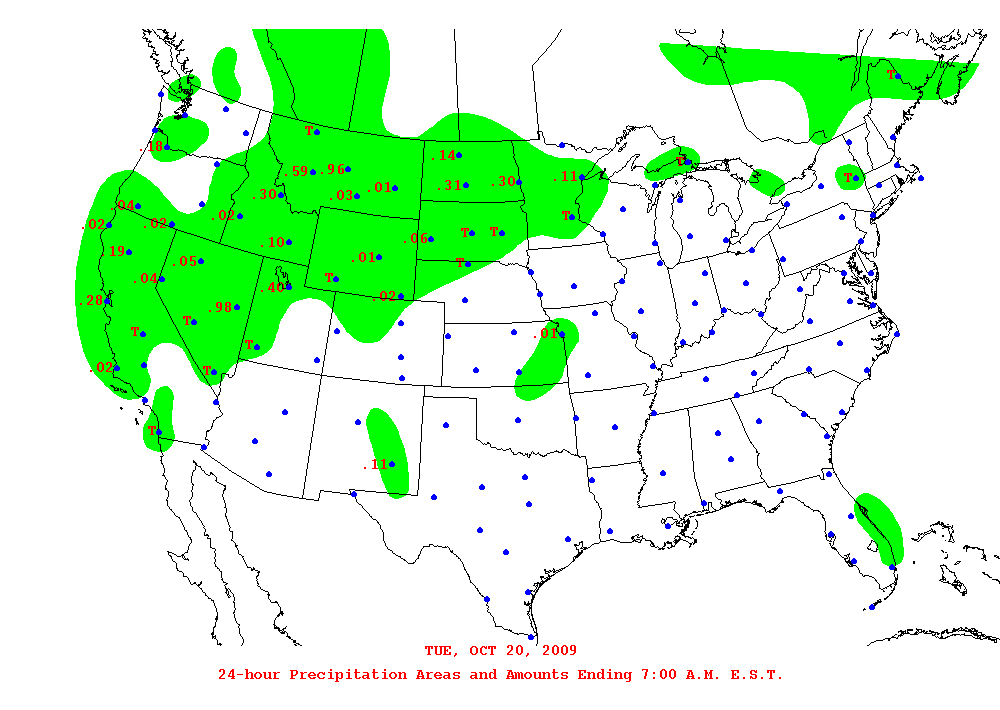 T
T
.18
.14
T
.59 .96
.11
.30
T
.31
.01
.03
.30
.04
.02
T
.02
.02
T T
.06
19
.10
.01
.05
T
.04
T
.40
.02
.28
.98
T
T
.01
T
.02
T
T
.11
TUE, OCT 20, 2009
24-hour Precipitation Areas and Amounts Ending 7:00 A.M. E.S.T.